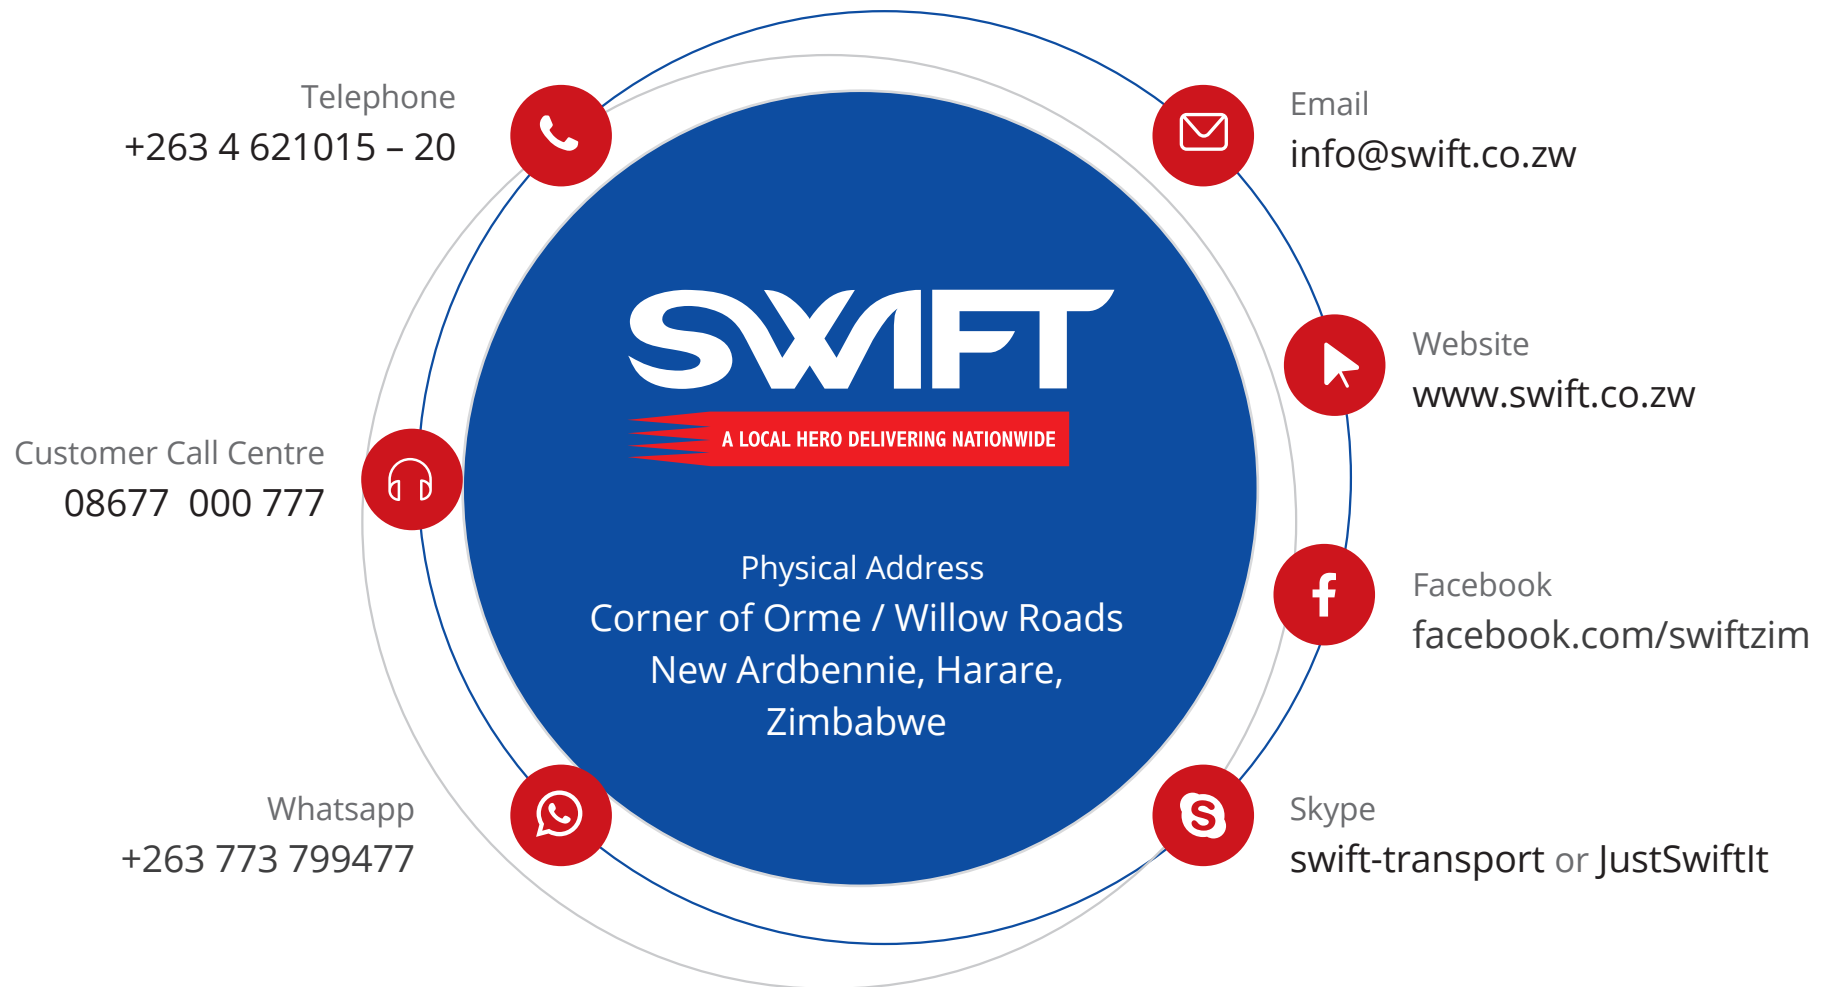 Telephone
+263 4 621015 – 20
Customer Call Centre
08677  000 777
Whatsapp
+263 773 799477
SWIFT
A LOCAL HERO DELIVERING NATIONWIDE
Physical Address
Corner of Orme / Willow Roads
New Ardbennie, Harare,
Zimbabwe
Email
info@swift.co.zw
Website
www.swift.co.zw
Facebook
facebook.com/swiftzim
Skype
swift-transport or JustSwiftIt